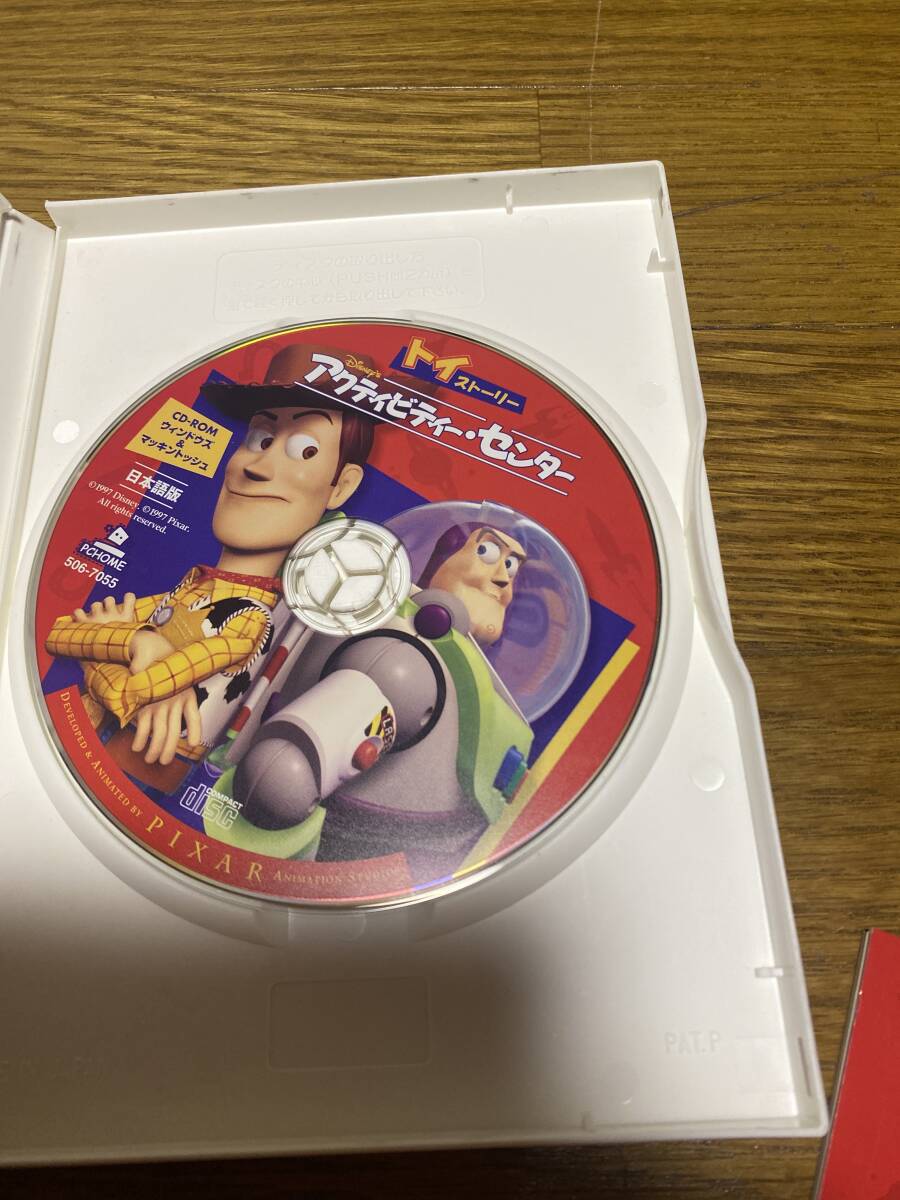 トイ
ストーリー
Disney's
アクティビティー・センター
CD-ROM
ウィンドウズ
&
マッキントッシュ
日本語版
©1997 Disney. ©1997 Pixar.
All rights reserved.
PCHOME
506-7055
LASER
COMPACT
disc
DEVELOPED & ANIMATED BY PIXAR ANIMATION STUDIOS
PAT.P